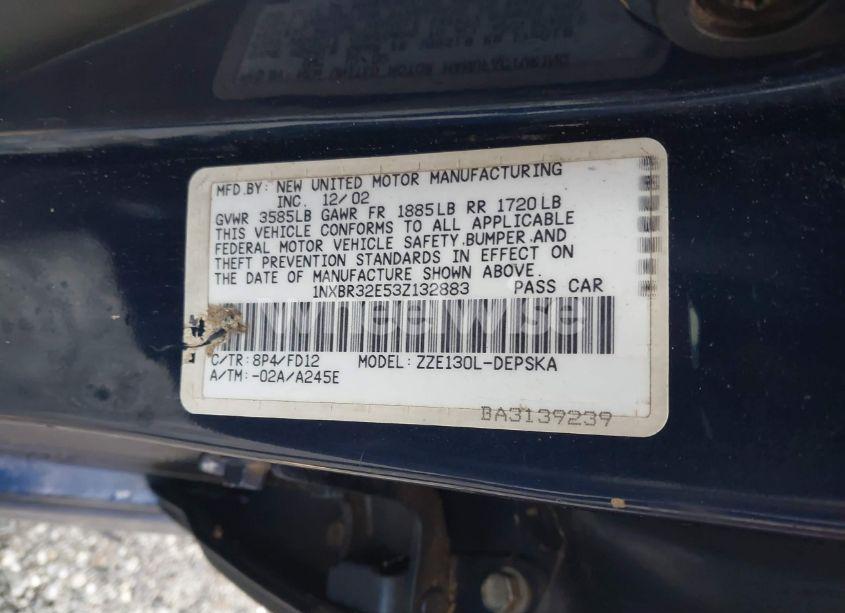 MFD.BY: NEW UNITED MOTOR MANUFACTURING
INC. 12/02
GVWR 3585LB GAWR FR 1885LB RR 1720LB
THIS VEHICLE CONFORMS TO ALL APPLICABLE
FEDERAL MOTOR VEHICLE SAFETY,BUMPER,AND
THEFT PREVENTION STANDARDS IN EFFECT ON
THE DATE OF MANUFACTURE SHOWN ABOVE.
1NXBR32E53Z132883 PASS CAR
WheelWise
C/TR: 8P4/FD12 MODEL: ZZE130L-DEPSKA
A/TM: -02A/A245E
BA3139239